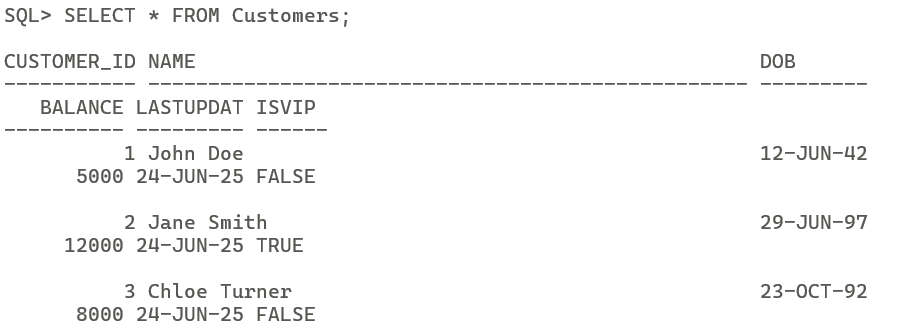 SQL> SELECT * FROM Customers;
CUSTOMER_ID NAME DOB
----------- -------------------------------------------------- ---------
BALANCE LASTUPDAT ISVIP
---------- --------- ------
1 John Doe 12-JUN-42
5000 24-JUN-25 FALSE
2 Jane Smith 29-JUN-97
12000 24-JUN-25 TRUE
3 Chloe Turner 23-OCT-92
8000 24-JUN-25 FALSE